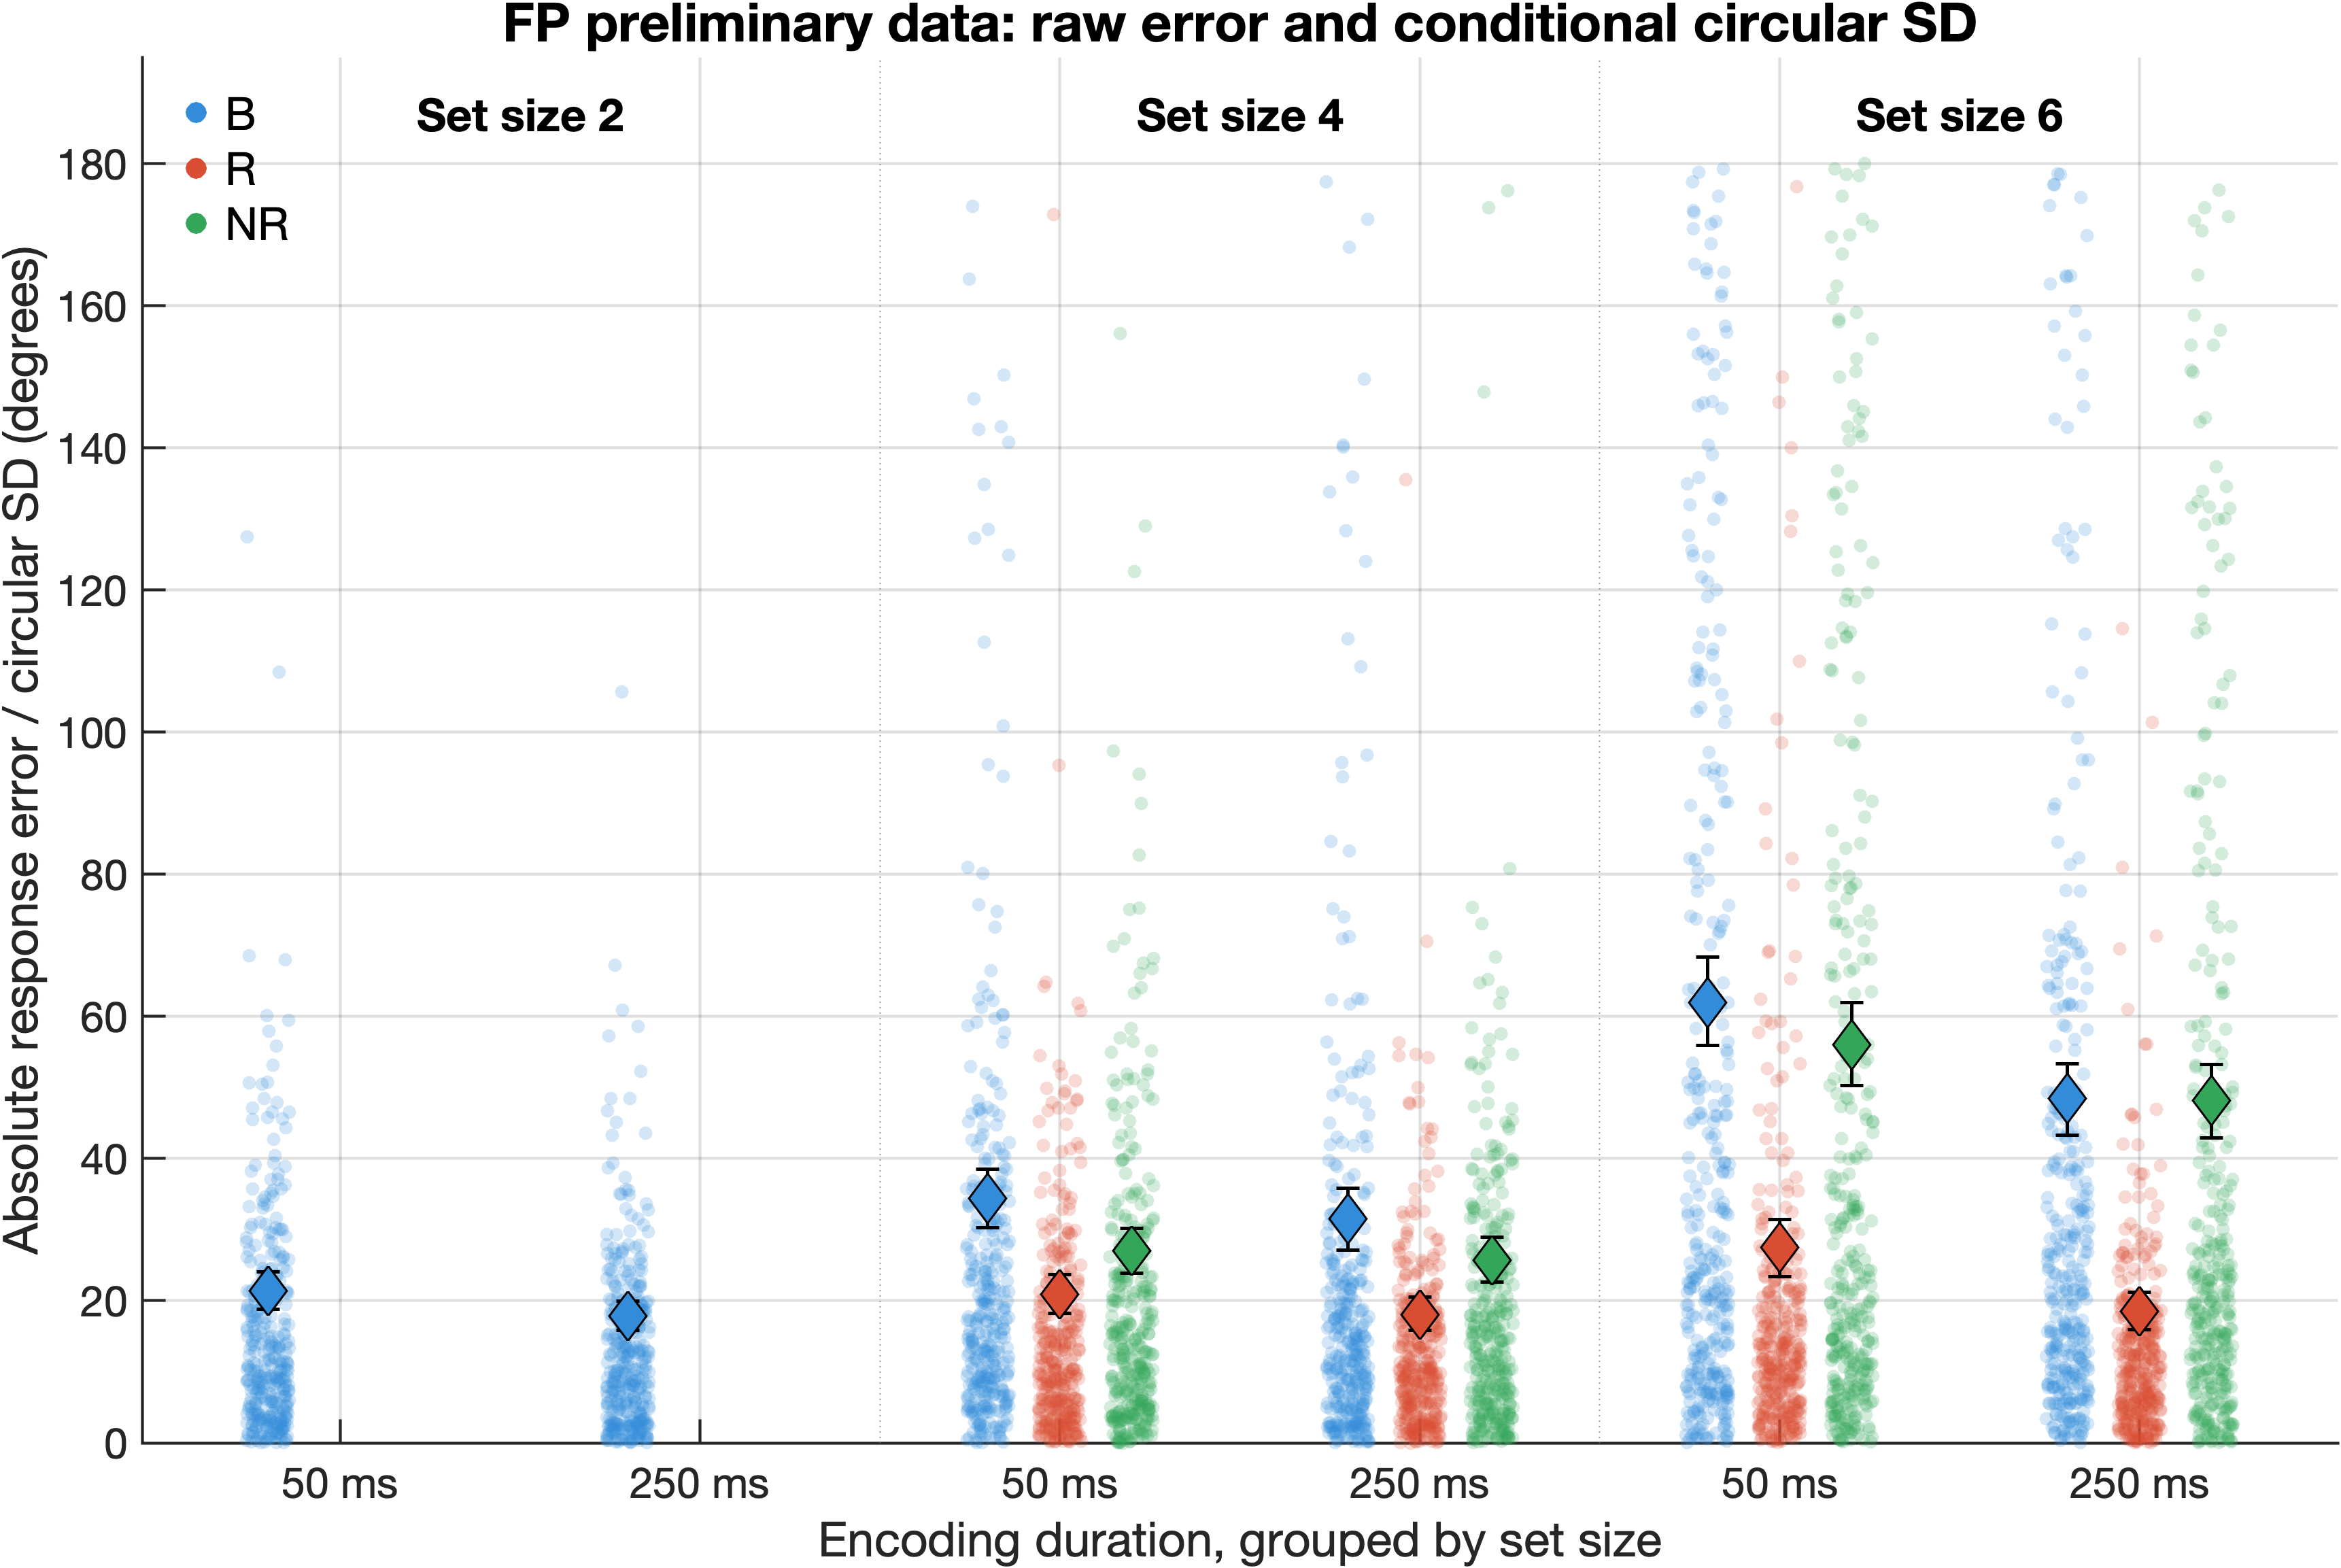 FP preliminary data: raw error and conditional circular SD
B
R
NR
Set size 2
Set size 4
Set size 6
Absolute response error / circular SD (degrees)
180
160
140
120
100
80
60
40
20
0
50 ms
250 ms
50 ms
250 ms
50 ms
250 ms
Encoding duration, grouped by set size